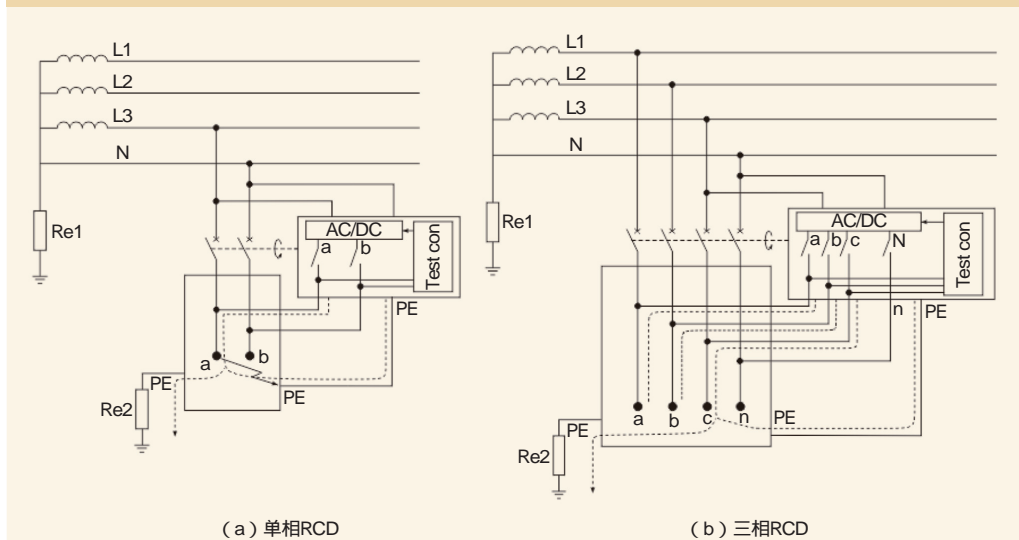 L1
L2
L3
N
Re1
AC/DC
a
b
Test con
PE
a
b
PE
PE
Re2
（a）单相RCD
L1
L2
L3
N
Re1
AC/DC
a
b
c
N
Test con
n
PE
a
b
c
n
PE
PE
Re2
（b）三相RCD